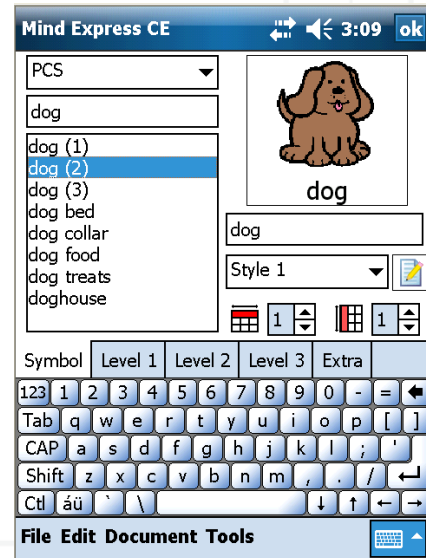 Mind Express CE 3:09 ok
PCS
dog
dog (1)
dog (2)
dog (3)
dog bed
dog collar
dog food
dog treats
doghouse
dog
dog
Style 1
1 1
Symbol Level 1 Level 2 Level 3 Extra
123 1 2 3 4 5 6 7 8 9 0 - =
Tab q w e r t y u i o p [ ]
CAP a s d f g h j k l ; '
Shift z x c v b n m , . /
Ctl áü ` \
File Edit Document Tools